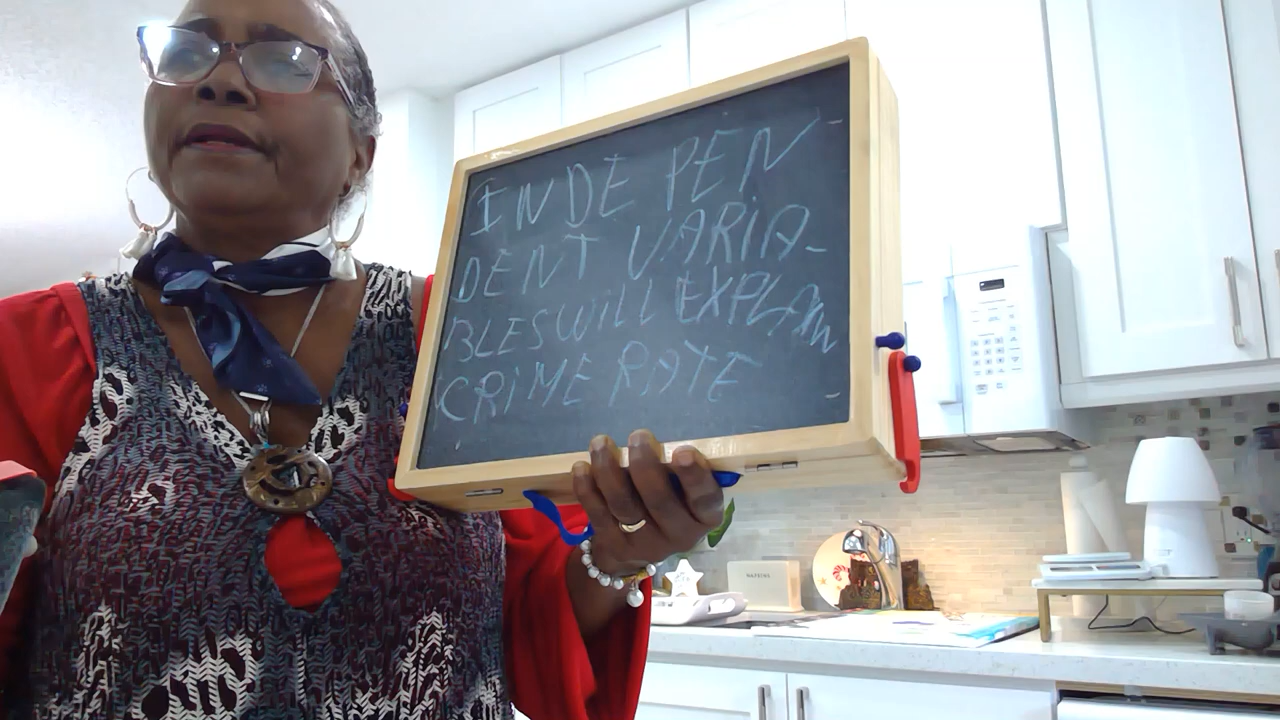 INDEPEN-
DENT VARIA-
BLES WILL EXPLAIN
CRIME RATE -